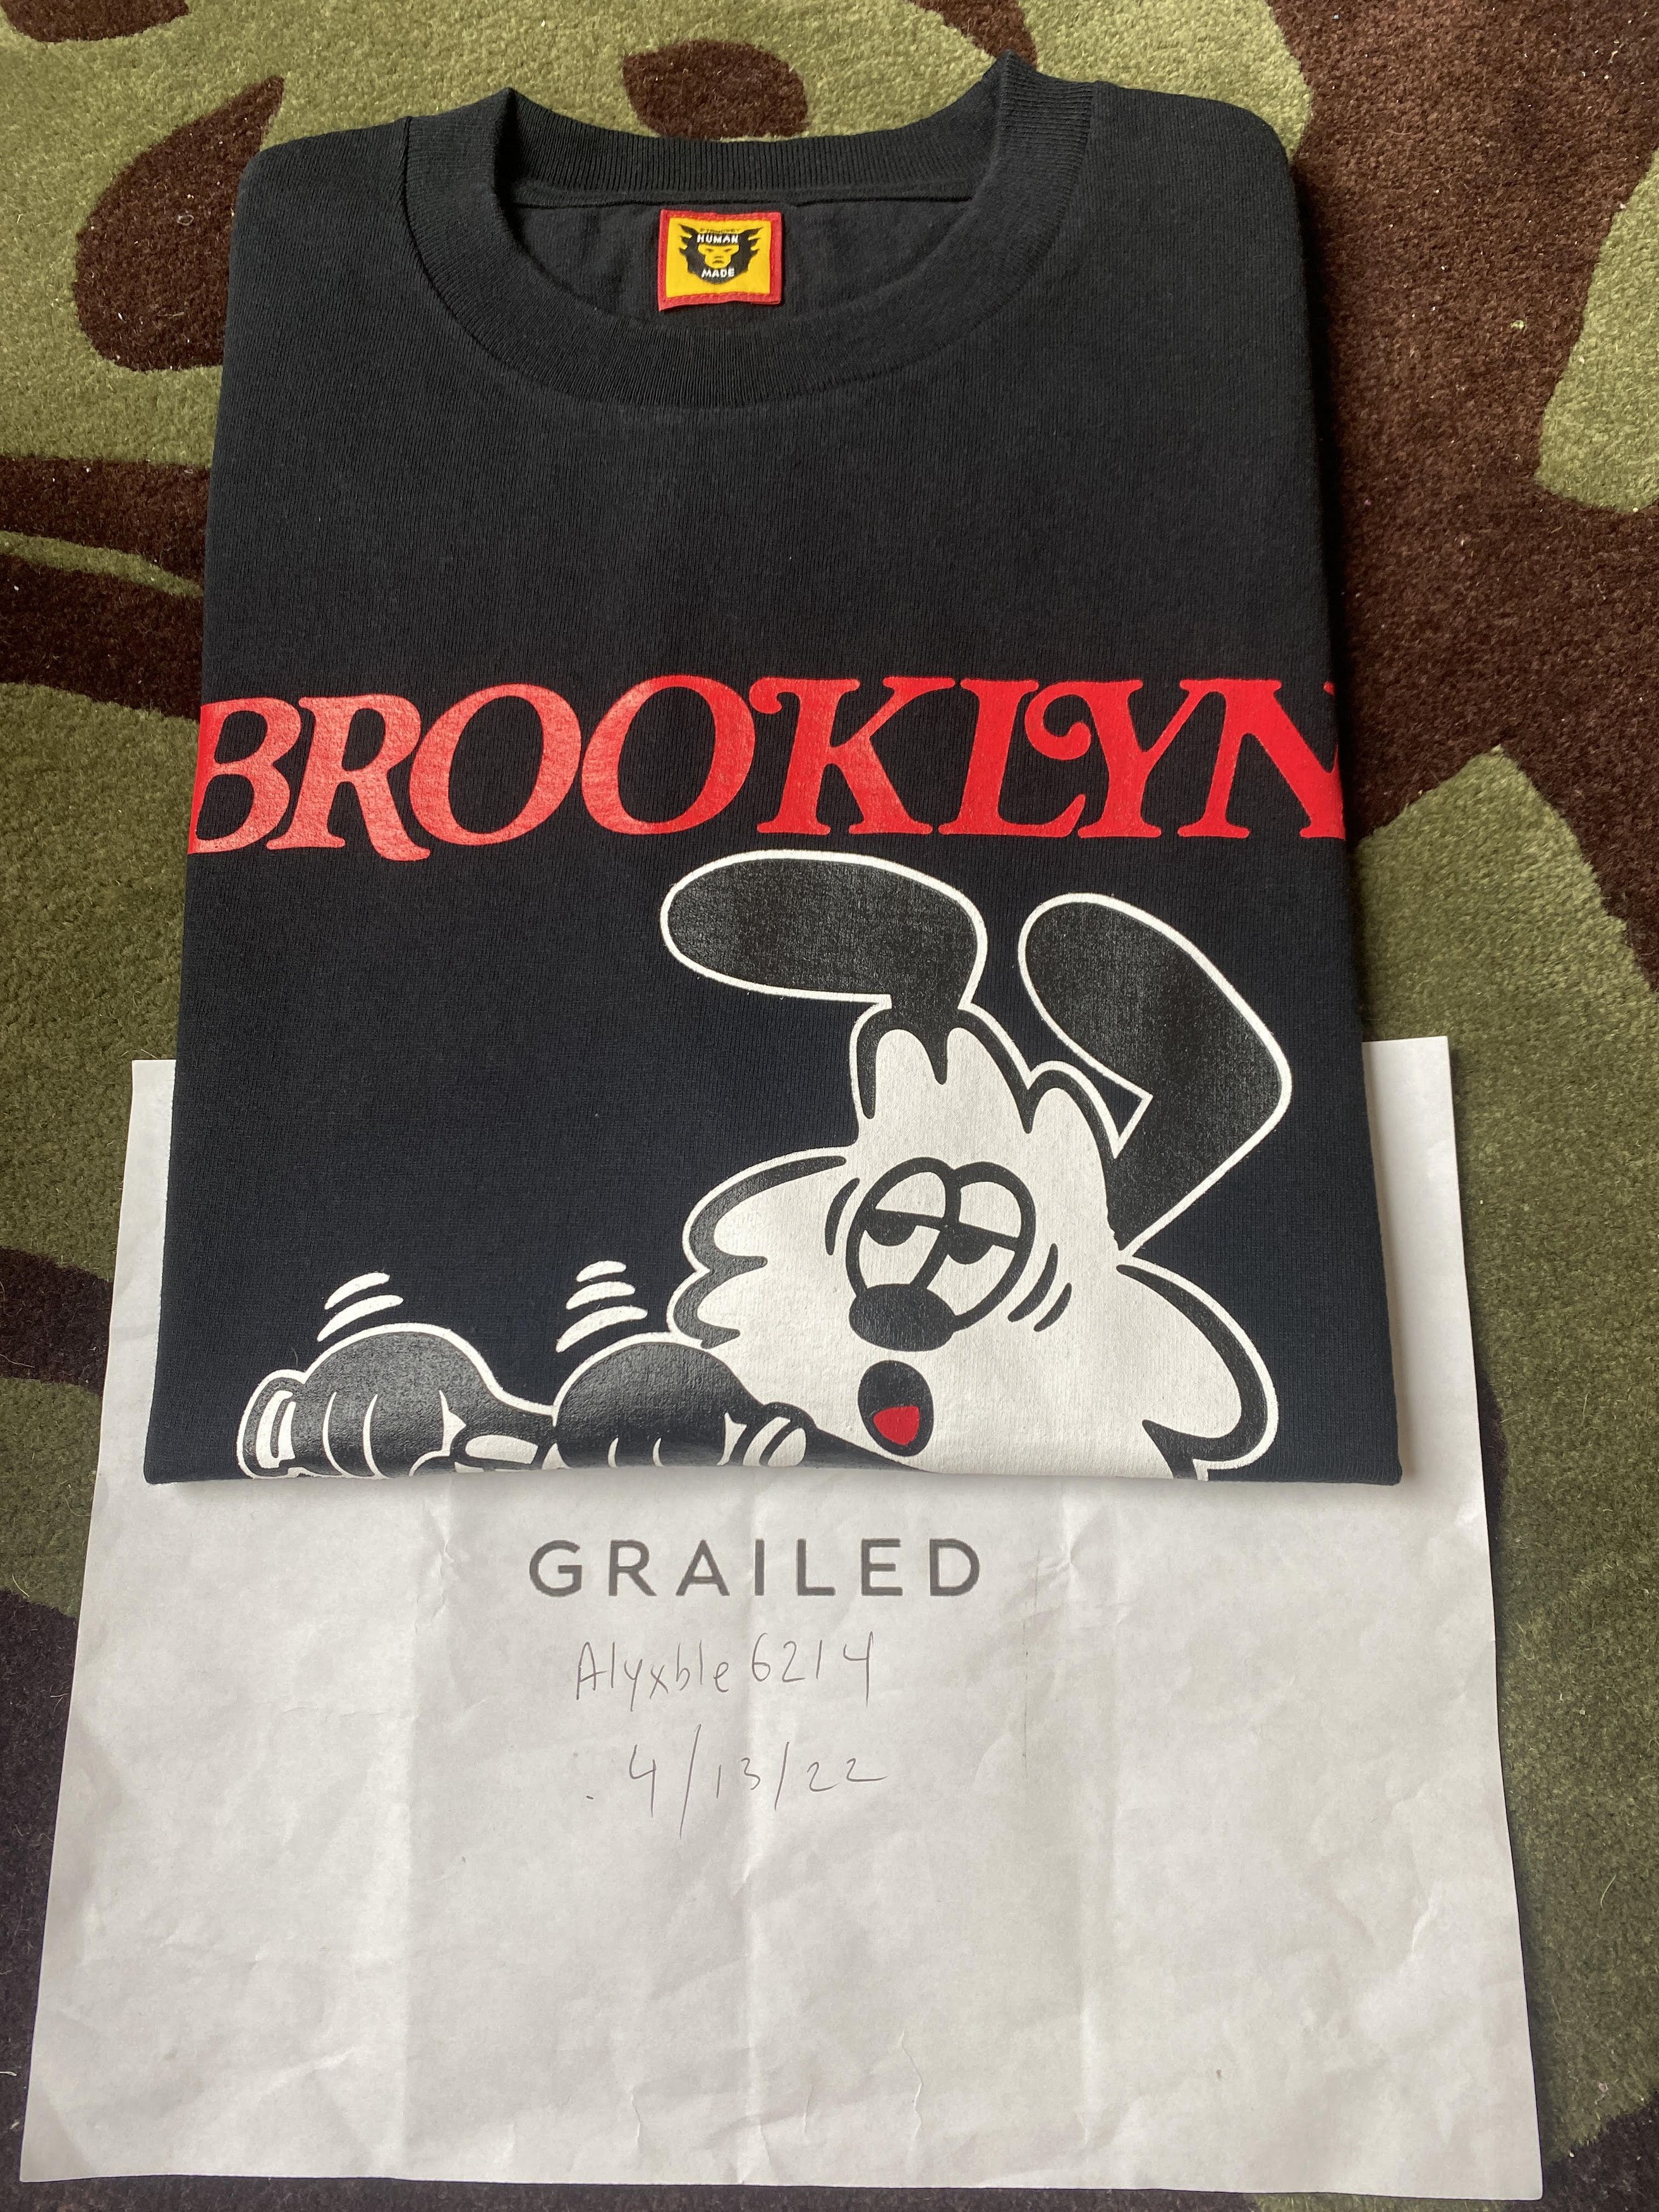 HUMAN
MADE
BROOKLYN
GRAILED
Alyxble6214
4/13/22